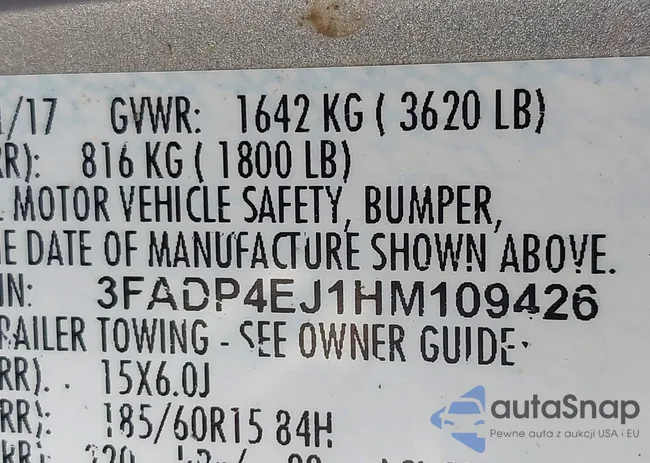 /17 GVWR: 1642 KG ( 3620 LB)
RR): 816 KG ( 1800 LB)
MOTOR VEHICLE SAFETY, BUMPER,
E DATE OF MANUFACTURE SHOWN ABOVE.
IN: 3FADP4EJ1HM109426
RAILER TOWING - SEE OWNER GUIDE
RR). . 15X6.0J
RR): 185/60R15 84H
autaSnap
Pewne auta z aukcji USA i EU